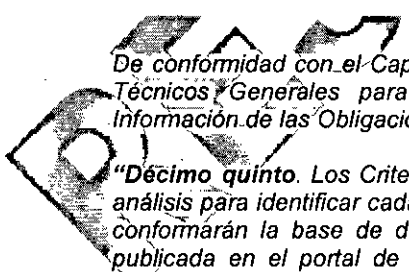 De conformidad con el Cap
Técnicos Generales para
Información de las Obligacio
"Décimo quinto. Los Crite
análisis para identificar cada
conformarán la base de d
publicada en el portal de